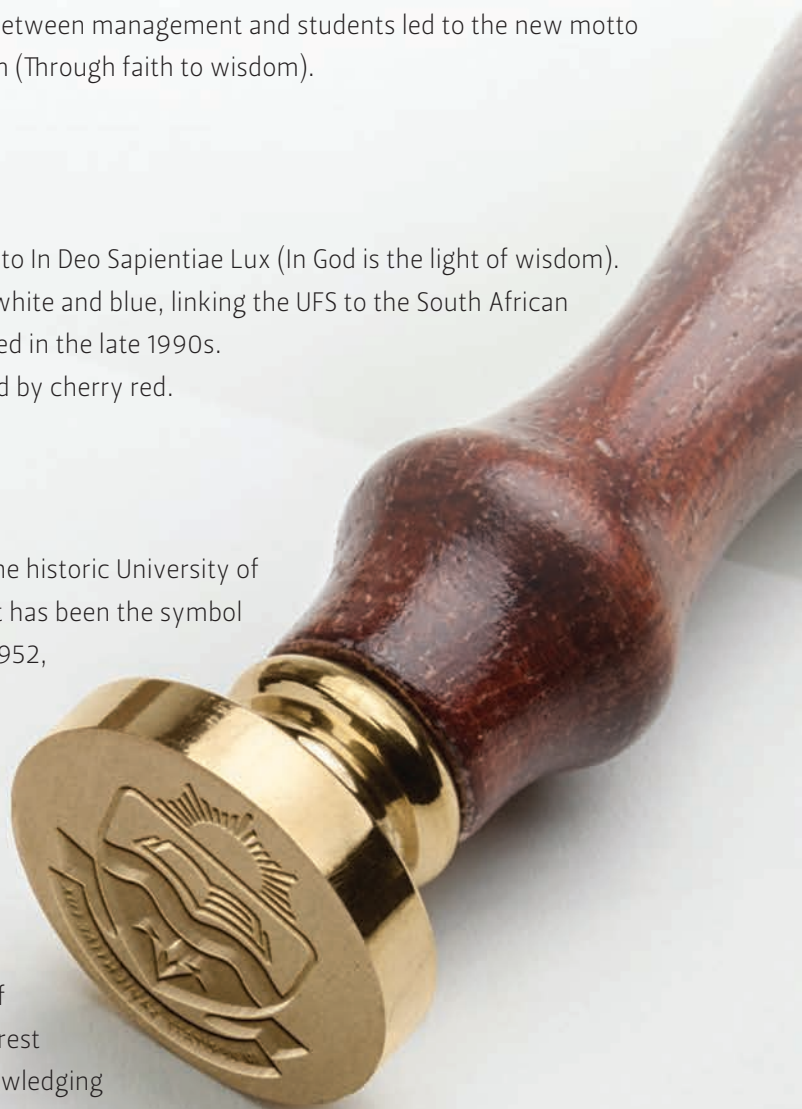 etween management and students led to the new motto
(Through faith to wisdom).
to In Deo Sapientiae Lux (In God is the light of wisdom).
white and blue, linking the UFS to the South African
ed in the late 1990s.
d by cherry red.
he historic University of
t has been the symbol
952,
f
rest
wledging